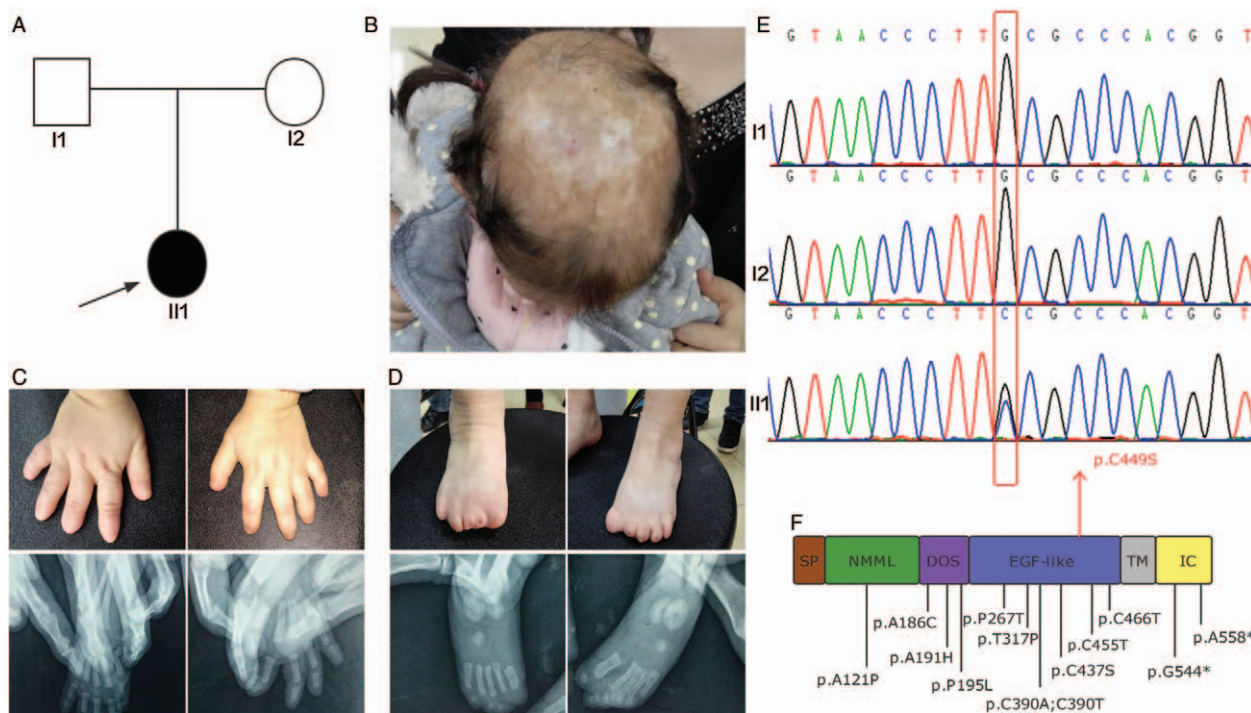 A
I1
I2
II1
B
C
D
E
G T A A C C C T T G C G C C C A C G G T
I1
G T A A C C C T T G C G C C C A C G G T
I2
G T A A C C C T T C C G C C C A C G G T
II1
p.C449S
F
SP
NMML
DOS
EGF-like
TM
IC
p.A121P
p.A186C
p.A191H
p.P195L
p.P267T
p.T317P
p.C390A;C390T
p.C437S
p.C455T
p.C466T
p.G544*
p.A558*